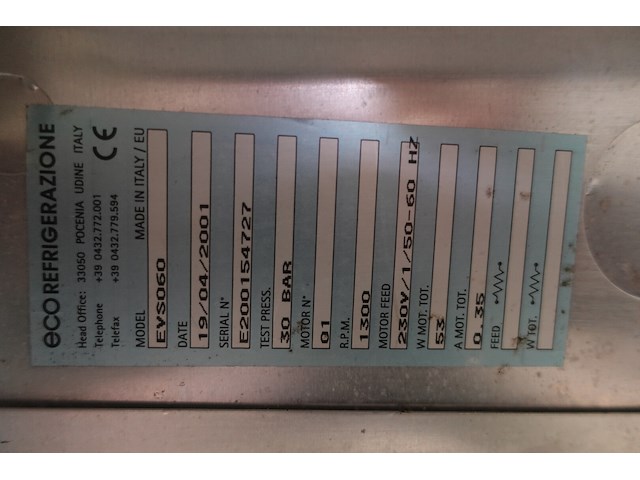 eco REFRIGERAZIONE
Head Office: 33050 POCENIA UDINE ITALY
Telephone +39 0432.772.001
Telefax +39 0432.779.594
CE
MODEL MADE IN ITALY / EU
EVS060
DATE
19/04/2001
SERIAL N°
E200154727
TEST PRESS.
30 BAR
MOTOR N°
01
R.P.M.
1300
MOTOR FEED
230V/1/50-60 HZ
W MOT. TOT.
53
A MOT. TOT.
0.35
FEED
W TOT.